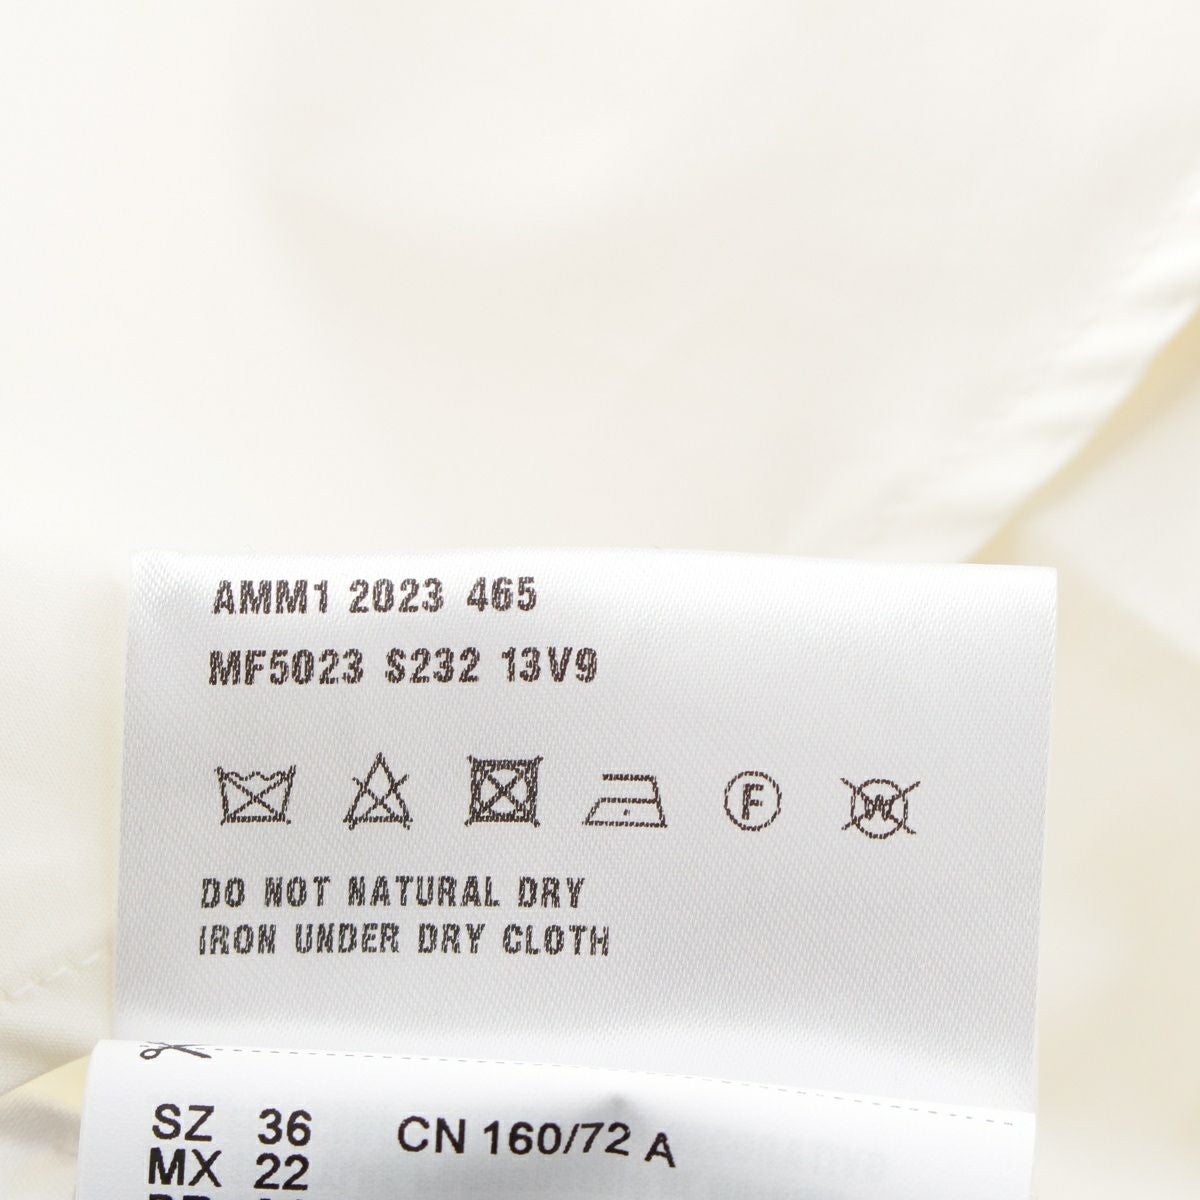 AMM1 2023 465
MF5023 S232 13V9
F W
DO NOT NATURAL DRY
IRON UNDER DRY CLOTH
SZ 36 CN 160/72 A
MX 22